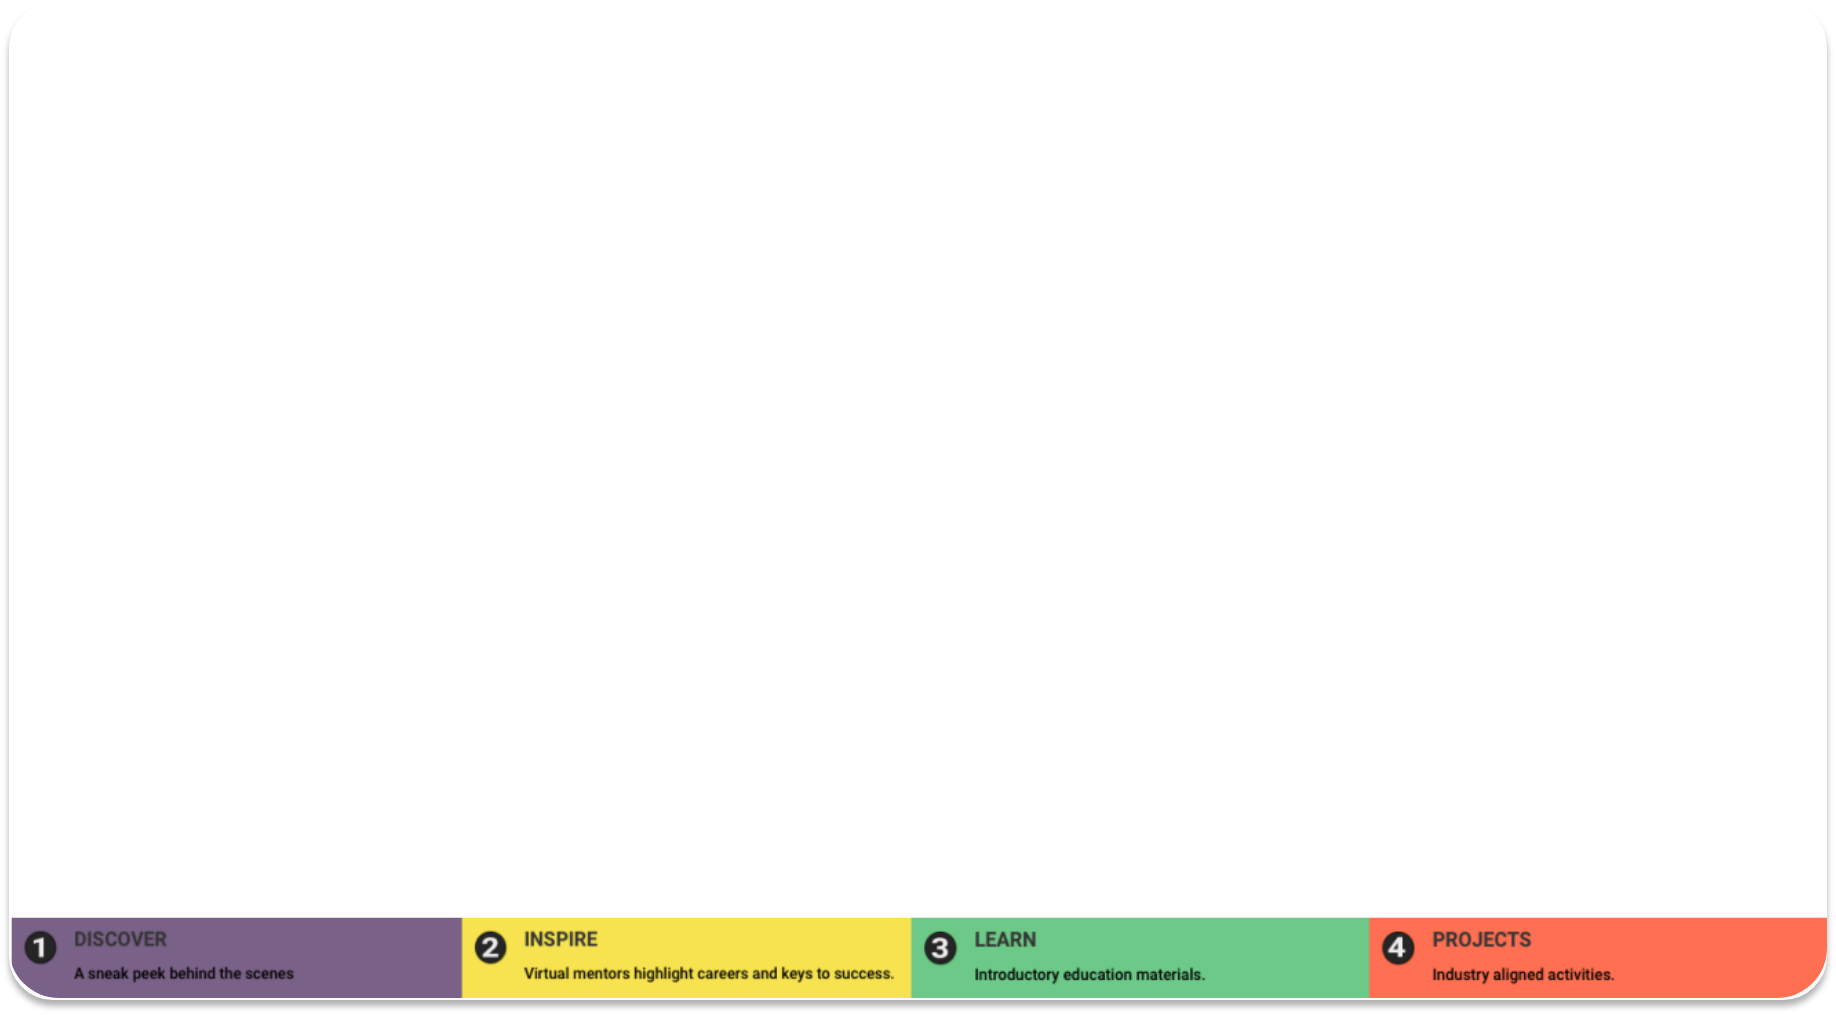 1 DISCOVER
A sneak peek behind the scenes
2 INSPIRE
Virtual mentors highlight careers and keys to success.
3 LEARN
Introductory education materials.
4 PROJECTS
Industry aligned activities.